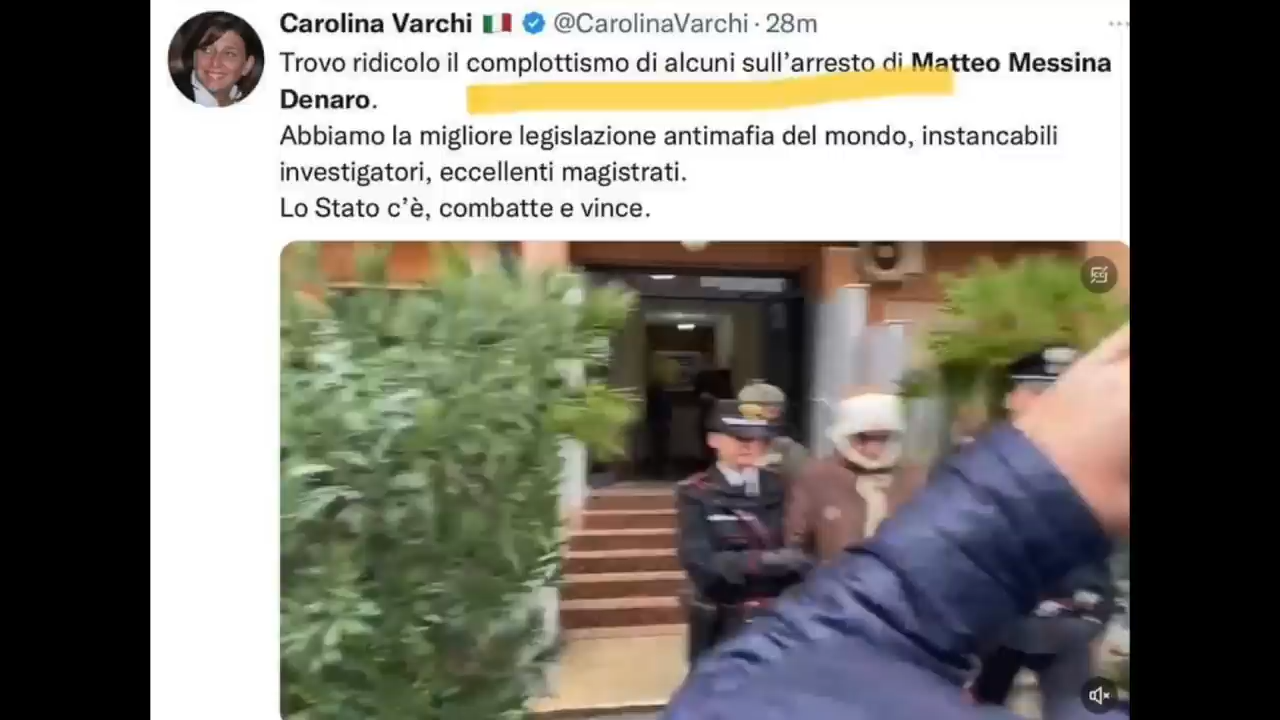 Carolina Varchi 🇮🇹 @CarolinaVarchi · 28m
Trovo ridicolo il complottismo di alcuni sull’arresto di Matteo Messina
Denaro.
Abbiamo la migliore legislazione antimafia del mondo, instancabili
investigatori, eccellenti magistrati.
Lo Stato c’è, combatte e vince.